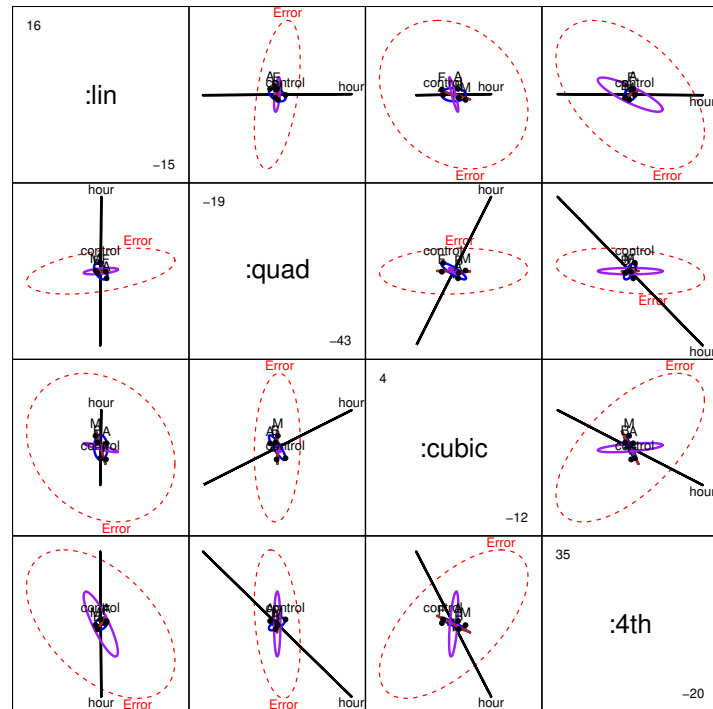 16
:lin
−15
Error
A F
control
hour
F A
control
hour
M
Error
hour
Error
hour
control
Error
M
−19
:quad
−43
Error
control
F
hour
control
Error
hour
M
hour
A
control
Error
Error
M
A
control
hour
4
:cubic
−12
Error
M
control
hour
control
hour
Error
control
hour
Error
Error
control
F
M
hour
35
:4th
−20